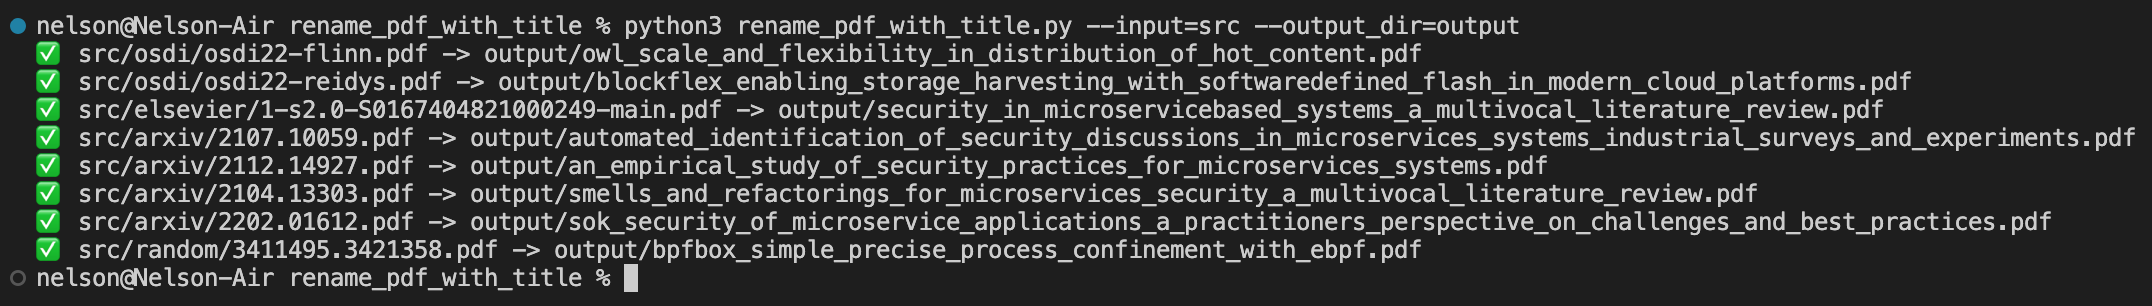 nelson@Nelson-Air rename_pdf_with_title % python3 rename_pdf_with_title.py --input=src --output_dir=output
✅ src/osdi/osdi22-flinn.pdf -> output/owl_scale_and_flexibility_in_distribution_of_hot_content.pdf
✅ src/osdi/osdi22-reidys.pdf -> output/blockflex_enabling_storage_harvesting_with_softwaredefined_flash_in_modern_cloud_platforms.pdf
✅ src/elsevier/1-s2.0-S0167404821000249-main.pdf -> output/security_in_microservicebased_systems_a_multivocal_literature_review.pdf
✅ src/arxiv/2107.10059.pdf -> output/automated_identification_of_security_discussions_in_microservices_systems_industrial_surveys_and_experiments.pdf
✅ src/arxiv/2112.14927.pdf -> output/an_empirical_study_of_security_practices_for_microservices_systems.pdf
✅ src/arxiv/2104.13303.pdf -> output/smells_and_refactorings_for_microservices_security_a_multivocal_literature_review.pdf
✅ src/arxiv/2202.01612.pdf -> output/sok_security_of_microservice_applications_a_practitioners_perspective_on_challenges_and_best_practices.pdf
✅ src/random/3411495.3421358.pdf -> output/bpfbox_simple_precise_process_confinement_with_ebpf.pdf
nelson@Nelson-Air rename_pdf_with_title %